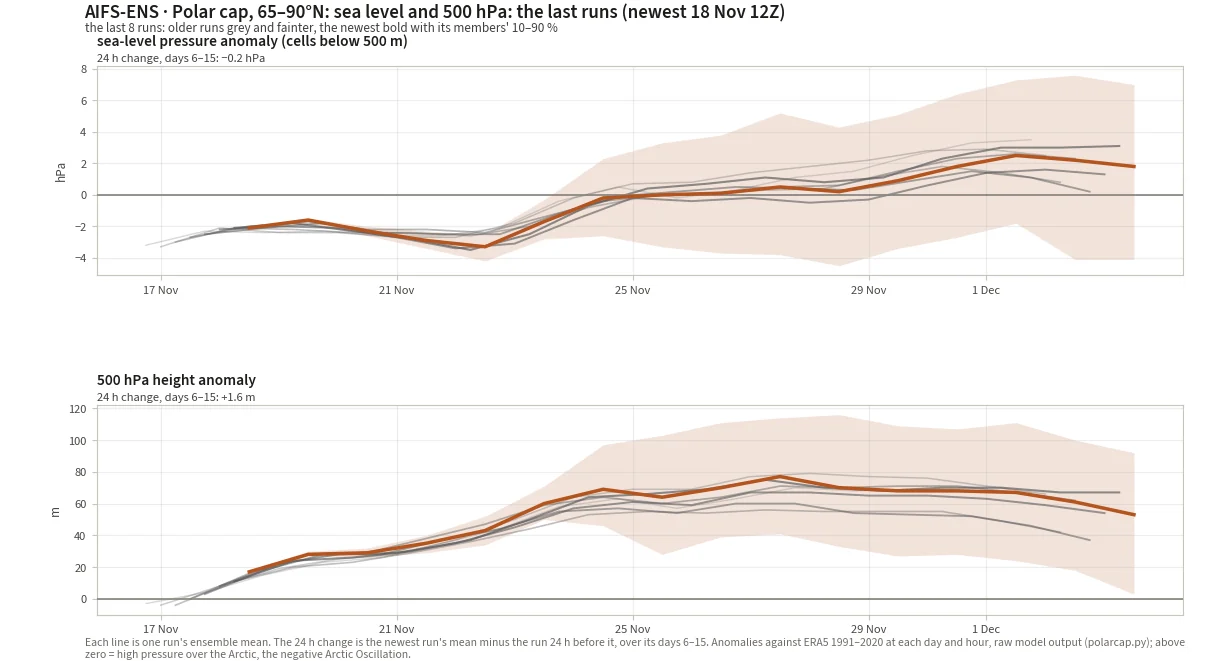 AIFS-ENS · Polar cap, 65–90°N: sea level and 500 hPa: the last runs (newest 18 Nov 12Z)
the last 8 runs: older runs grey and fainter, the newest bold with its members' 10–90 %
sea-level pressure anomaly (cells below 500 m)
24 h change, days 6–15: −0.2 hPa
8
6
4
2
0
−2
−4
hPa
17 Nov
21 Nov
25 Nov
29 Nov
1 Dec
500 hPa height anomaly
24 h change, days 6–15: +1.6 m
120
100
80
60
40
20
0
m
17 Nov
21 Nov
25 Nov
29 Nov
1 Dec
Each line is one run's ensemble mean. The 24 h change is the newest run's mean minus the run 24 h before it, over its days 6–15. Anomalies against ERA5 1991–2020 at each day and hour, raw model output (polarcap.py); above
zero = high pressure over the Arctic, the negative Arctic Oscillation.